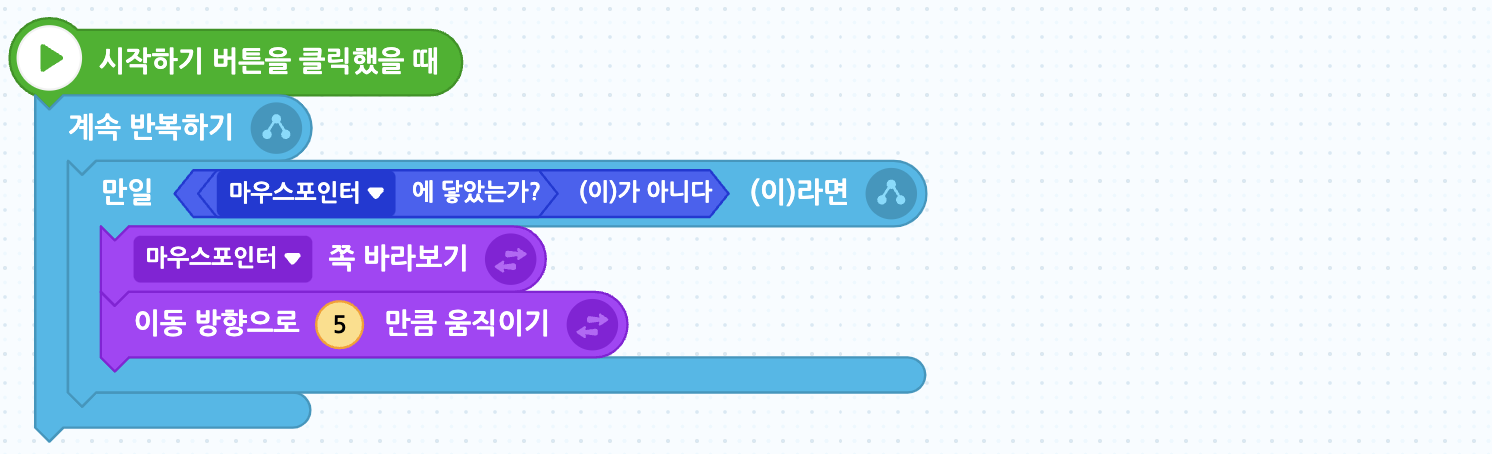 시작하기 버튼을 클릭했을 때
계속 반복하기
만일 마우스포인터 에 닿았는가? (이)가 아니다 (이)라면
마우스포인터 쪽 바라보기
이동 방향으로 5 만큼 움직이기